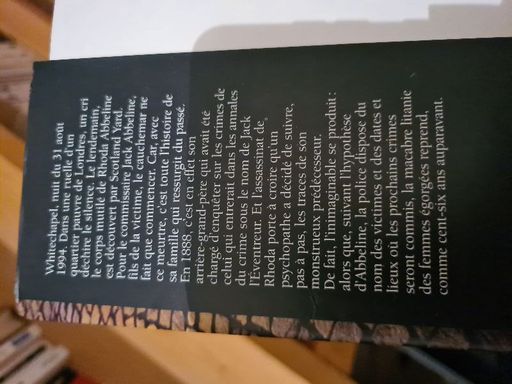 Whitechapel, nuit du 31 août
1994. Dans une ruelle d'un
quartier pauvre de Londres, un cri
déchire le silence. Le lendemain,
le corps mutilé de Rhoda Abbeline
est découvert par Scotland Yard.
Pour le commissaire Jack Abbeline,
fils de la victime, le cauchemar ne
fait que commencer. Car, avec
ce meurtre, c'est toute l'histoire de
sa famille qui ressurgit du passé.
En 1888, c'est en effet son
arrière-grand-père qui avait été
chargé d'enquêter sur les crimes de
celui qui entrerait dans les annales
du crime sous le nom de Jack
l'Éventreur. Et l'assassinat de
Rhoda porte à croire qu'un
psychopathe a décidé de suivre,
pas à pas, les traces de son
monstrueux prédécesseur.
De fait, l'inimaginable se produit :
alors que, suivant l'hypothèse
d'Abbeline, la police dispose du
nom des victimes et des dates et
lieux où les prochains crimes
seront commis, la macabre litanie
des femmes égorgées reprend,
comme cent-six ans auparavant.